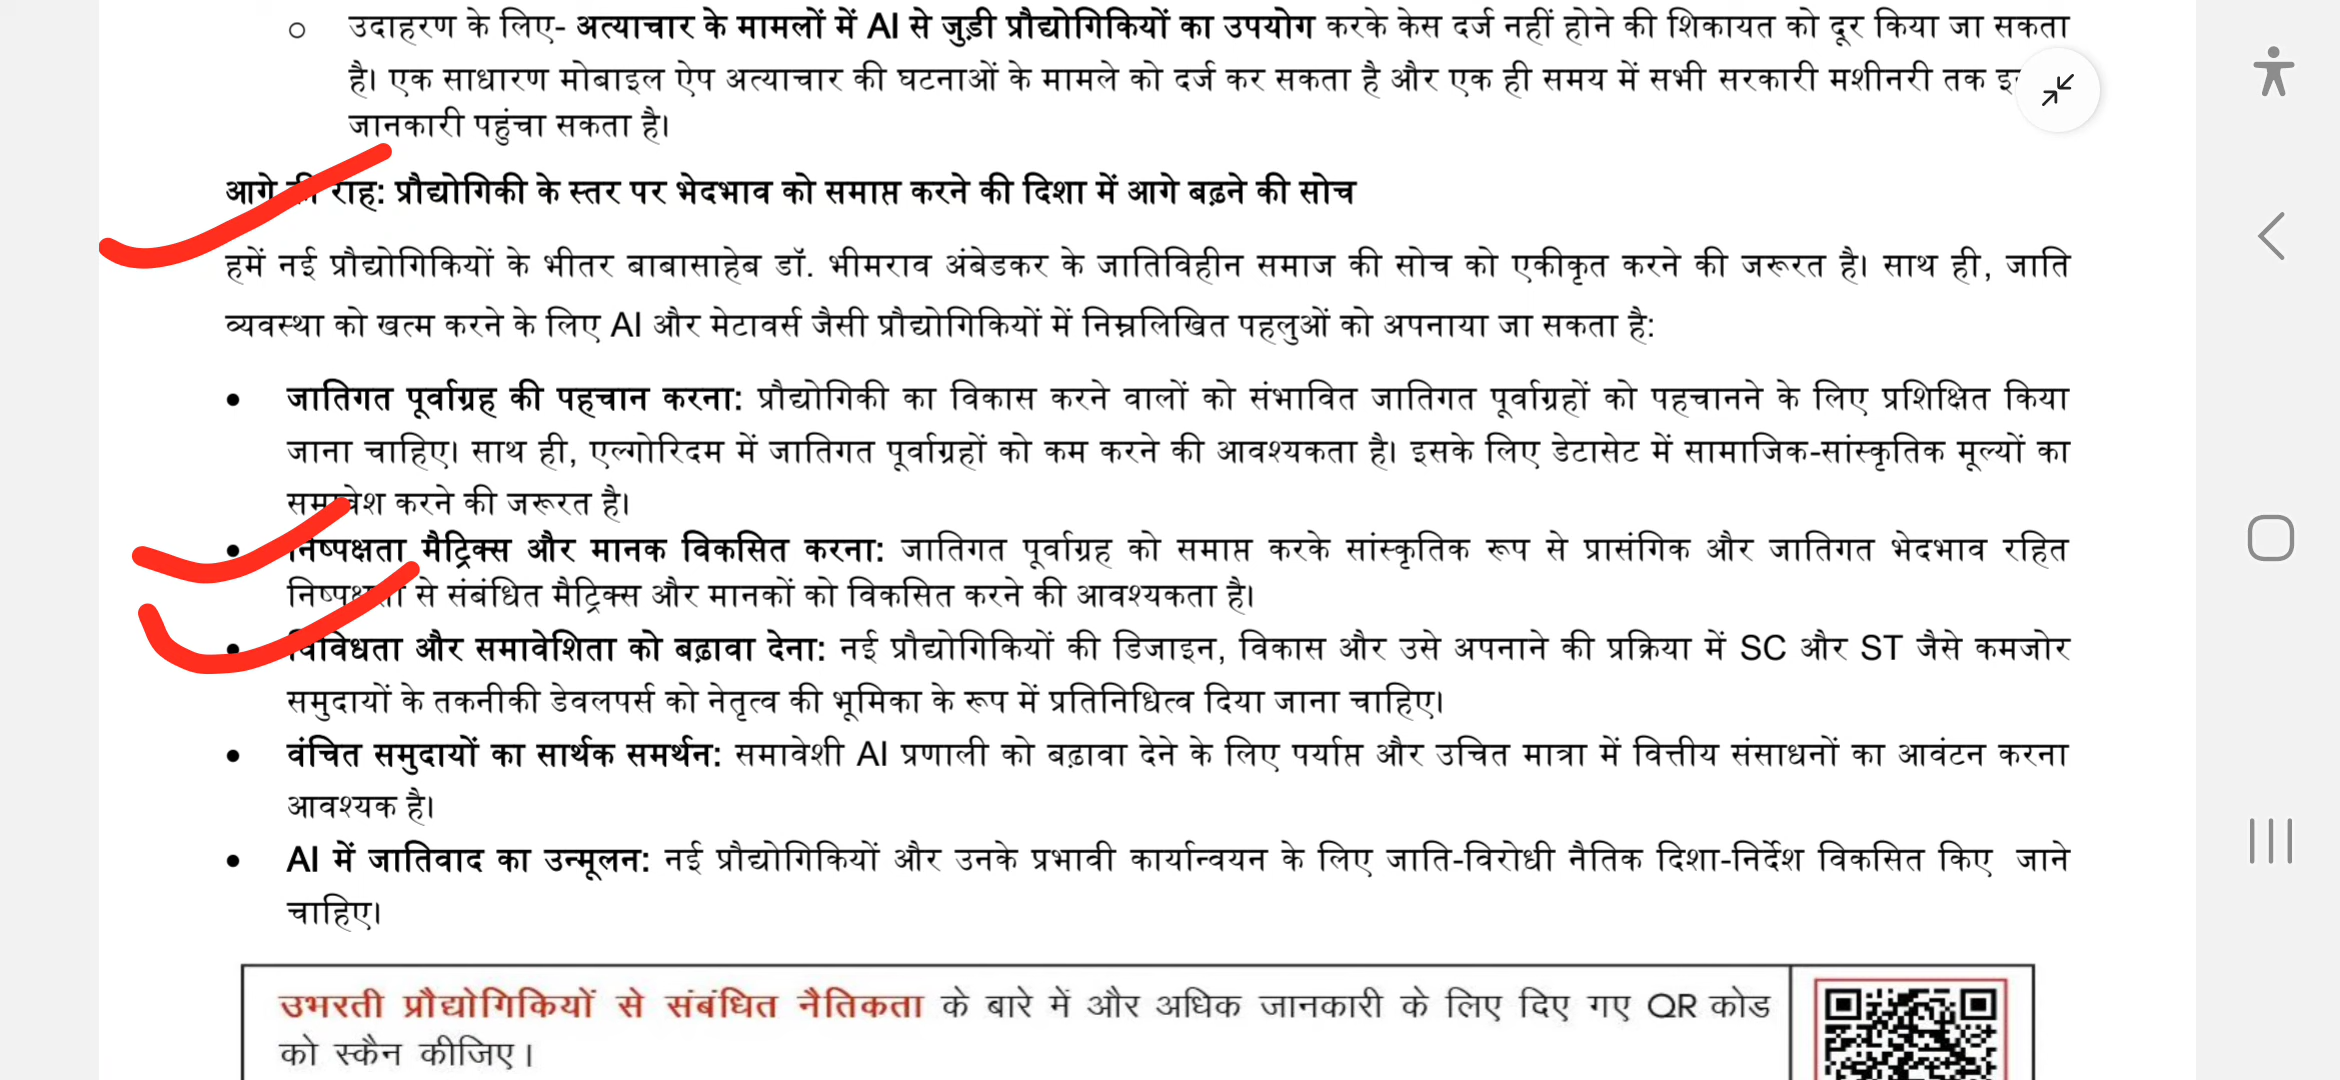 ○ उदाहरण के लिए- अत्याचार के मामलों में AI से जुड़ी प्रौद्योगिकियों का उपयोग करके केस दर्ज नहीं होने की शिकायत को दूर किया जा सकता
है। एक साधारण मोबाइल ऐप अत्याचार की घटनाओं के मामले को दर्ज कर सकता है और एक ही समय में सभी सरकारी मशीनरी तक
जानकारी पहुंचा सकता है।
आगे की राह: प्रौद्योगिकी के स्तर पर भेदभाव को समाप्त करने की दिशा में आगे बढ़ने की सोच
हमें नई प्रौद्योगिकियों के भीतर बाबासाहेब डॉ. भीमराव अंबेडकर के जातिविहीन समाज की सोच को एकीकृत करने की जरूरत है। साथ ही, जाति
व्यवस्था को खत्म करने के लिए AI और मेटावर्स जैसी प्रौद्योगिकियों में निम्नलिखित पहलुओं को अपनाया जा सकता है:
• जातिगत पूर्वाग्रह की पहचान करना: प्रौद्योगिकी का विकास करने वालों को संभावित जातिगत पूर्वाग्रहों को पहचानने के लिए प्रशिक्षित किया
जाना चाहिए। साथ ही, एल्गोरिदम में जातिगत पूर्वाग्रहों को कम करने की आवश्यकता है। इसके लिए डेटासेट में सामाजिक-सांस्कृतिक मूल्यों का
समावेश करने की जरूरत है।
• निष्पक्षता मैट्रिक्स और मानक विकसित करना: जातिगत पूर्वाग्रह को समाप्त करके सांस्कृतिक रूप से प्रासंगिक और जातिगत भेदभाव रहित
निष्पक्षता से संबंधित मैट्रिक्स और मानकों को विकसित करने की आवश्यकता है।
• विविधता और समावेशिता को बढ़ावा देना: नई प्रौद्योगिकियों की डिजाइन, विकास और उसे अपनाने की प्रक्रिया में SC और ST जैसे कमजोर
समुदायों के तकनीकी डेवलपर्स को नेतृत्व की भूमिका के रूप में प्रतिनिधित्व दिया जाना चाहिए।
• वंचित समुदायों का सार्थक समर्थन: समावेशी AI प्रणाली को बढ़ावा देने के लिए पर्याप्त और उचित मात्रा में वित्तीय संसाधनों का आवंटन करना
आवश्यक है।
• AI में जातिवाद का उन्मूलन: नई प्रौद्योगिकियों और उनके प्रभावी कार्यान्वयन के लिए जाति-विरोधी नैतिक दिशा-निर्देश विकसित किए जाने
चाहिए।
उभरती प्रौद्योगिकियों से संबंधित नैतिकता के बारे में और अधिक जानकारी के लिए दिए गए QR कोड
को स्कैन कीजिए।